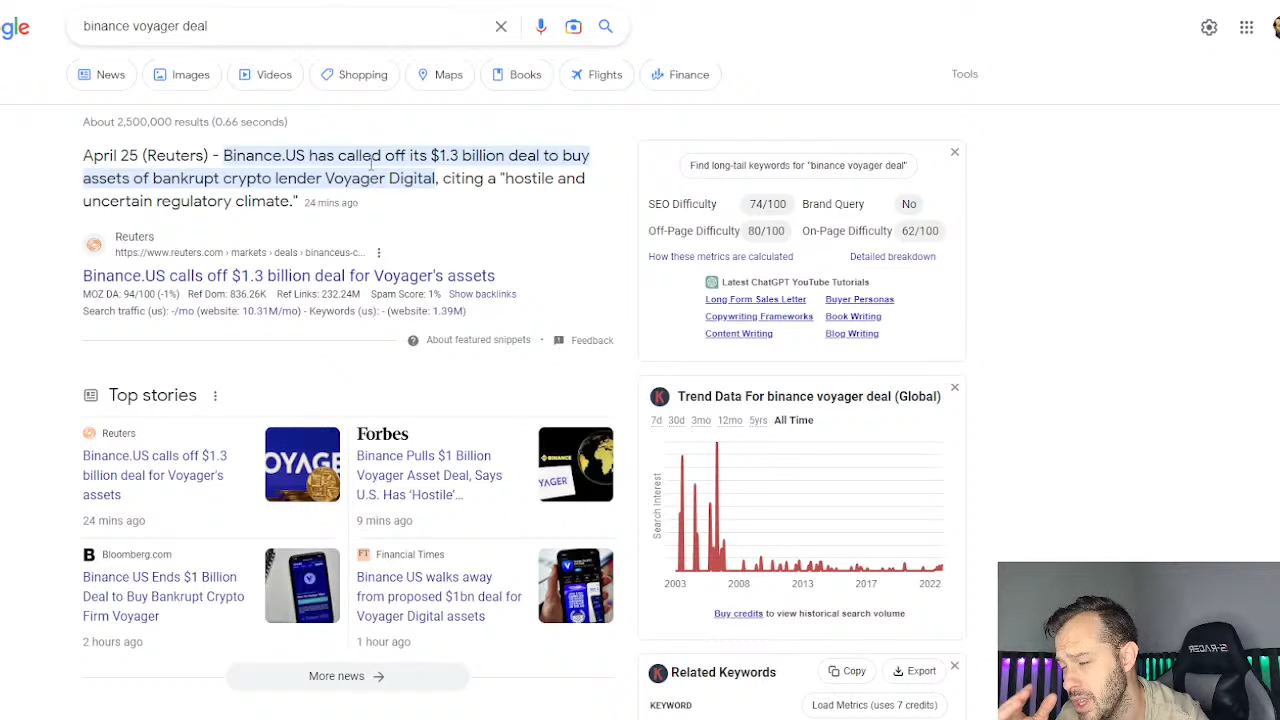 gle
binance voyager deal
News
Images
Videos
Shopping
Maps
Books
Flights
Finance
Tools
About 2,500,000 results (0.66 seconds)
April 25 (Reuters) - Binance.US has called off its $1.3 billion deal to buy
assets of bankrupt crypto lender Voyager Digital, citing a "hostile and
uncertain regulatory climate." 24 mins ago
Reuters
https://www.reuters.com › markets › deals › binanceus-c...
Binance.US calls off $1.3 billion deal for Voyager's assets
MOZ DA: 94/100 (-1%) Ref Dom: 836.26K Ref Links: 232.24M Spam Score: 1% Show backlinks
Search traffic (us): -/mo (website: 10.31M/mo) - Keywords (us): - (website: 1.39M)
About featured snippets
Feedback
Top stories
Reuters
Binance.US calls off $1.3
billion deal for Voyager's
assets
24 mins ago
OYAGE
Forbes
Binance Pulls $1 Billion
Voyager Asset Deal, Says
U.S. Has ‘Hostile’...
9 mins ago
BINANCE
YAGER
B Bloomberg.com
Binance US Ends $1 Billion
Deal to Buy Bankrupt Crypto
Firm Voyager
2 hours ago
FT Financial Times
Binance US walks away
from proposed $1bn deal for
Voyager Digital assets
1 hour ago
More news
Find long-tail keywords for "binance voyager deal"
SEO Difficulty 74/100 Brand Query No
Off-Page Difficulty 80/100 On-Page Difficulty 62/100
How these metrics are calculated
Detailed breakdown
Latest ChatGPT YouTube Tutorials
Long Form Sales Letter
Buyer Personas
Copywriting Frameworks
Book Writing
Content Writing
Blog Writing
K Trend Data For binance voyager deal (Global)
7d 30d 3mo 12mo 5yrs All Time
Search Interest
2003 2008 2013 2017 2022
Buy credits to view historical search volume
K Related Keywords
Copy
Export
KEYWORD
Load Metrics (uses 7 credits)
S-RACER